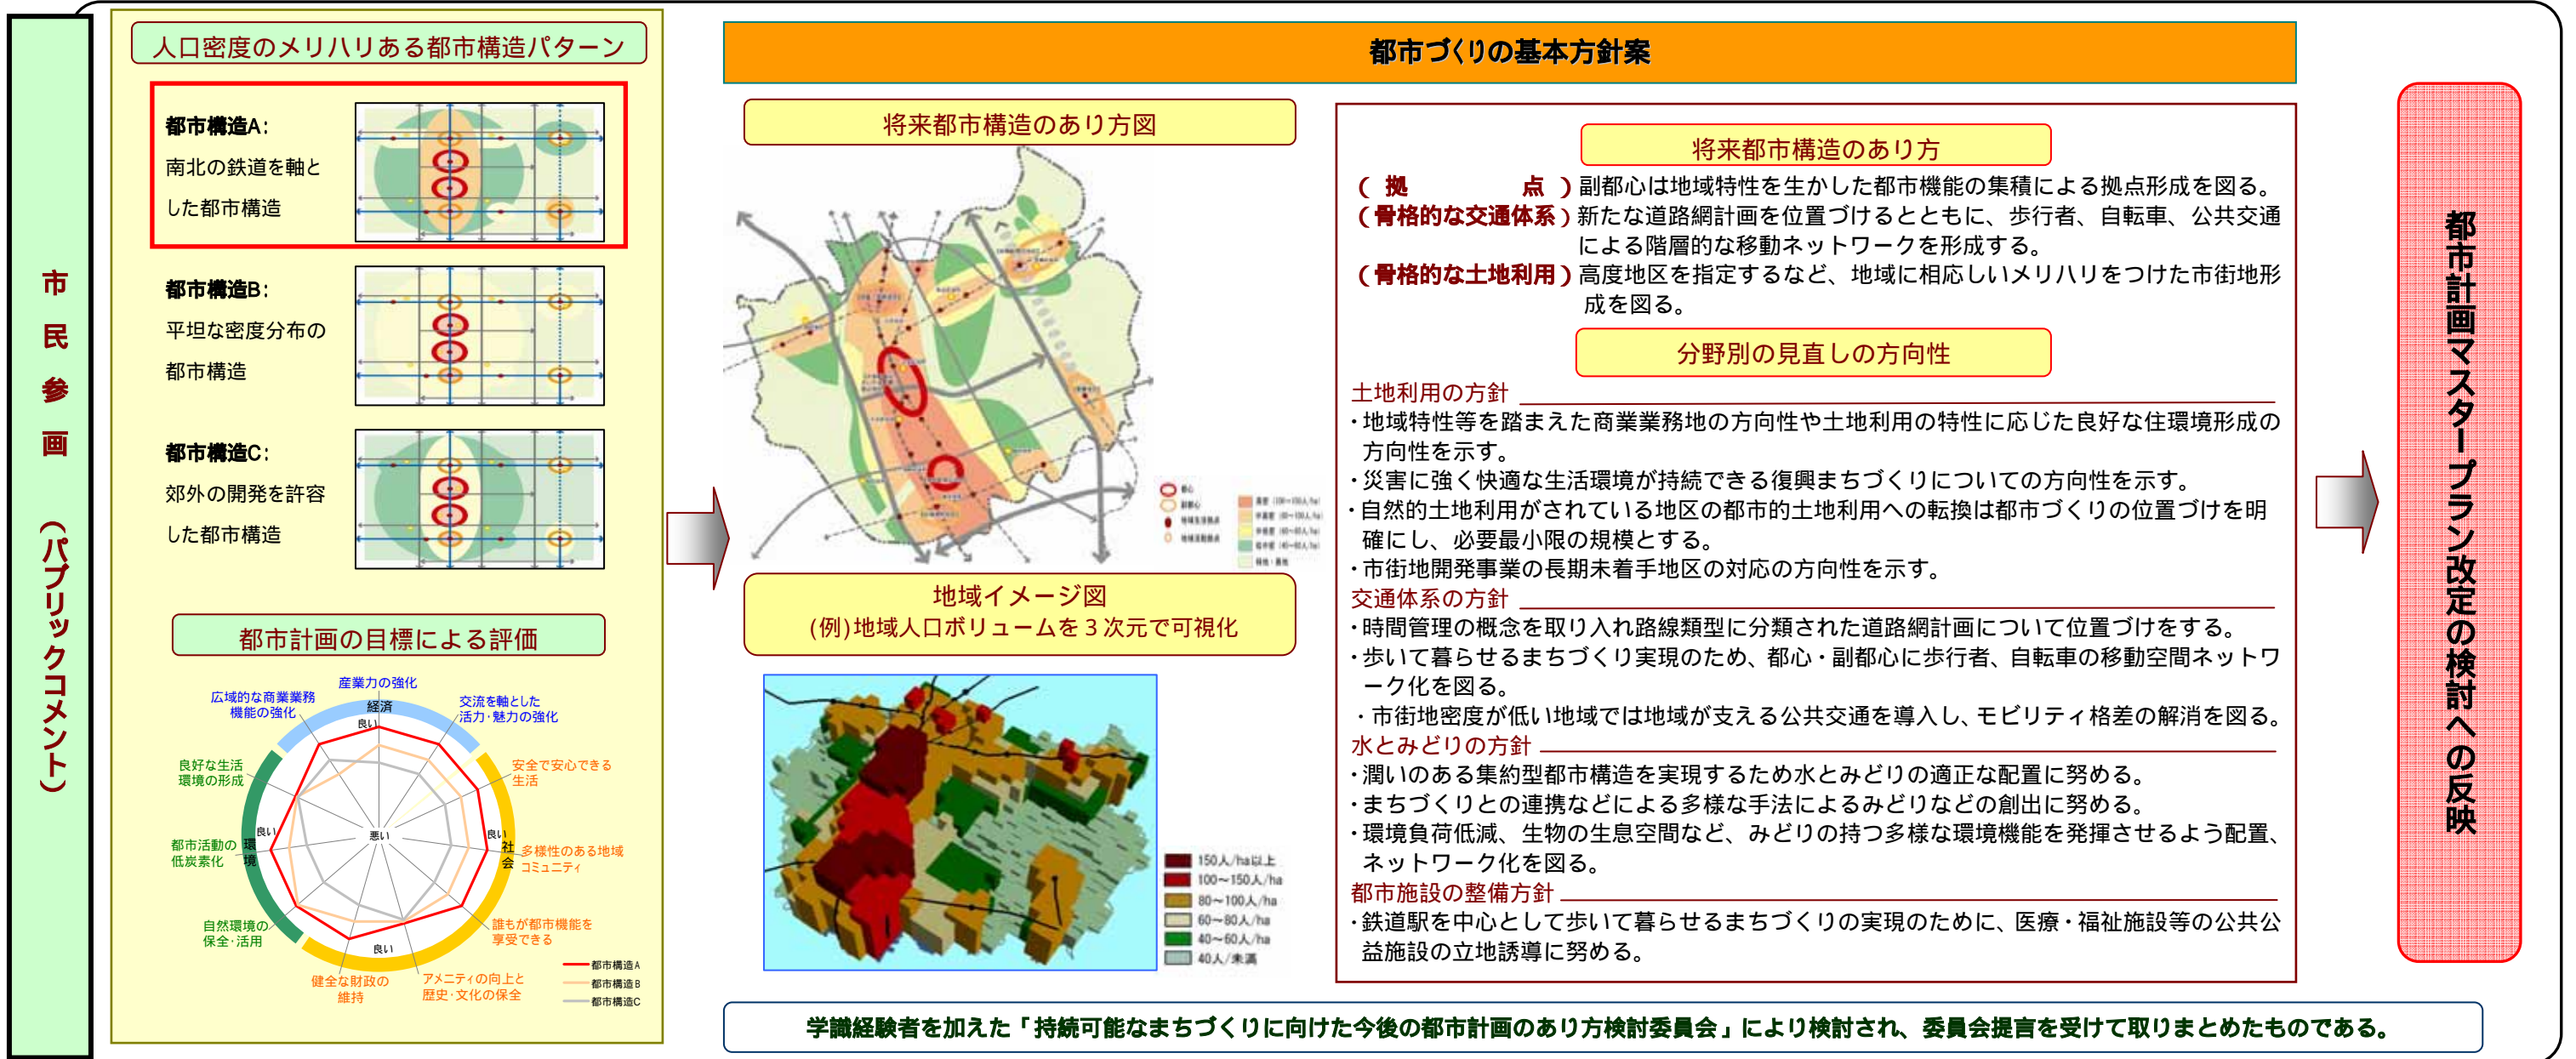 市民参画（パブリックコメント）
人口密度のメリハリある都市構造パターン
都市構造A:
南北の鉄道を軸と
した都市構造
都市構造B:
平坦な密度分布の
都市構造
都市構造C:
郊外の開発を許容
した都市構造
都市計画の目標による評価
産業力の強化
広域的な商業業務
機能の強化
交流を軸とした
活力･魅力の強化
経済
良い
良好な生活
環境の形成
安全で安心できる
生活
良い
悪い
良い
都市活動の
低炭素化
環境
社会
多様性のある地域
コミュニティ
自然環境の
保全･活用
誰もが都市機能を
享受できる
良い
健全な財政の
維持
アメニティの向上と
歴史･文化の保全
都市構造A
都市構造B
都市構造C
都市づくりの基本方針案
将来都市構造のあり方図
都心
副都心
地域イメージ図
(例)地域人口ボリュームを３次元で可視化
150人/ha以上
100～150人/ha
80～100人/ha
60～80人/ha
40～60人/ha
40人/未満
将来都市構造のあり方
（ 拠　　　　点 ）副都心は地域特性を生かした都市機能の集積による拠点形成を図る。
（骨格的な交通体系）新たな道路網計画を位置づけるとともに、歩行者、自転車、公共交通
による階層的な移動ネットワークを形成する。
（骨格的な土地利用）高度地区を指定するなど、地域に相応しいメリハリをつけた市街地形
成を図る。
分野別の見直しの方向性
土地利用の方針
･地域特性等を踏まえた商業業務地の方向性や土地利用の特性に応じた良好な住環境形成の
方向性を示す。
･災害に強く快適な生活環境が持続できる復興まちづくりについての方向性を示す。
･自然的土地利用がされている地区の都市的土地利用への転換は都市づくりの位置づけを明
確にし、必要最小限の規模とする。
･市街地開発事業の長期未着手地区の対応の方向性を示す。
交通体系の方針
･時間管理の概念を取り入れ路線類型に分類された道路網計画について位置づけをする。
･歩いて暮らせるまちづくり実現のため、都心・副都心に歩行者、自転車の移動空間ネットワ
ーク化を図る。
・市街地密度が低い地域では地域が支える公共交通を導入し、モビリティ格差の解消を図る。
水とみどりの方針
･潤いのある集約型都市構造を実現するため水とみどりの適正な配置に努める。
･まちづくりとの連携などによる多様な手法によるみどりなどの創出に努める。
･環境負荷低減、生物の生息空間など、みどりの持つ多様な環境機能を発揮させるよう配置、
ネットワーク化を図る。
都市施設の整備方針
･鉄道駅を中心として歩いて暮らせるまちづくりの実現のために、医療・福祉施設等の公共公
益施設の立地誘導に努める。
学識経験者を加えた「持続可能なまちづくりに向けた今後の都市計画のあり方検討委員会」により検討され、委員会提言を受けて取りまとめたものである。
都市計画マスタープラン改定の検討への反映